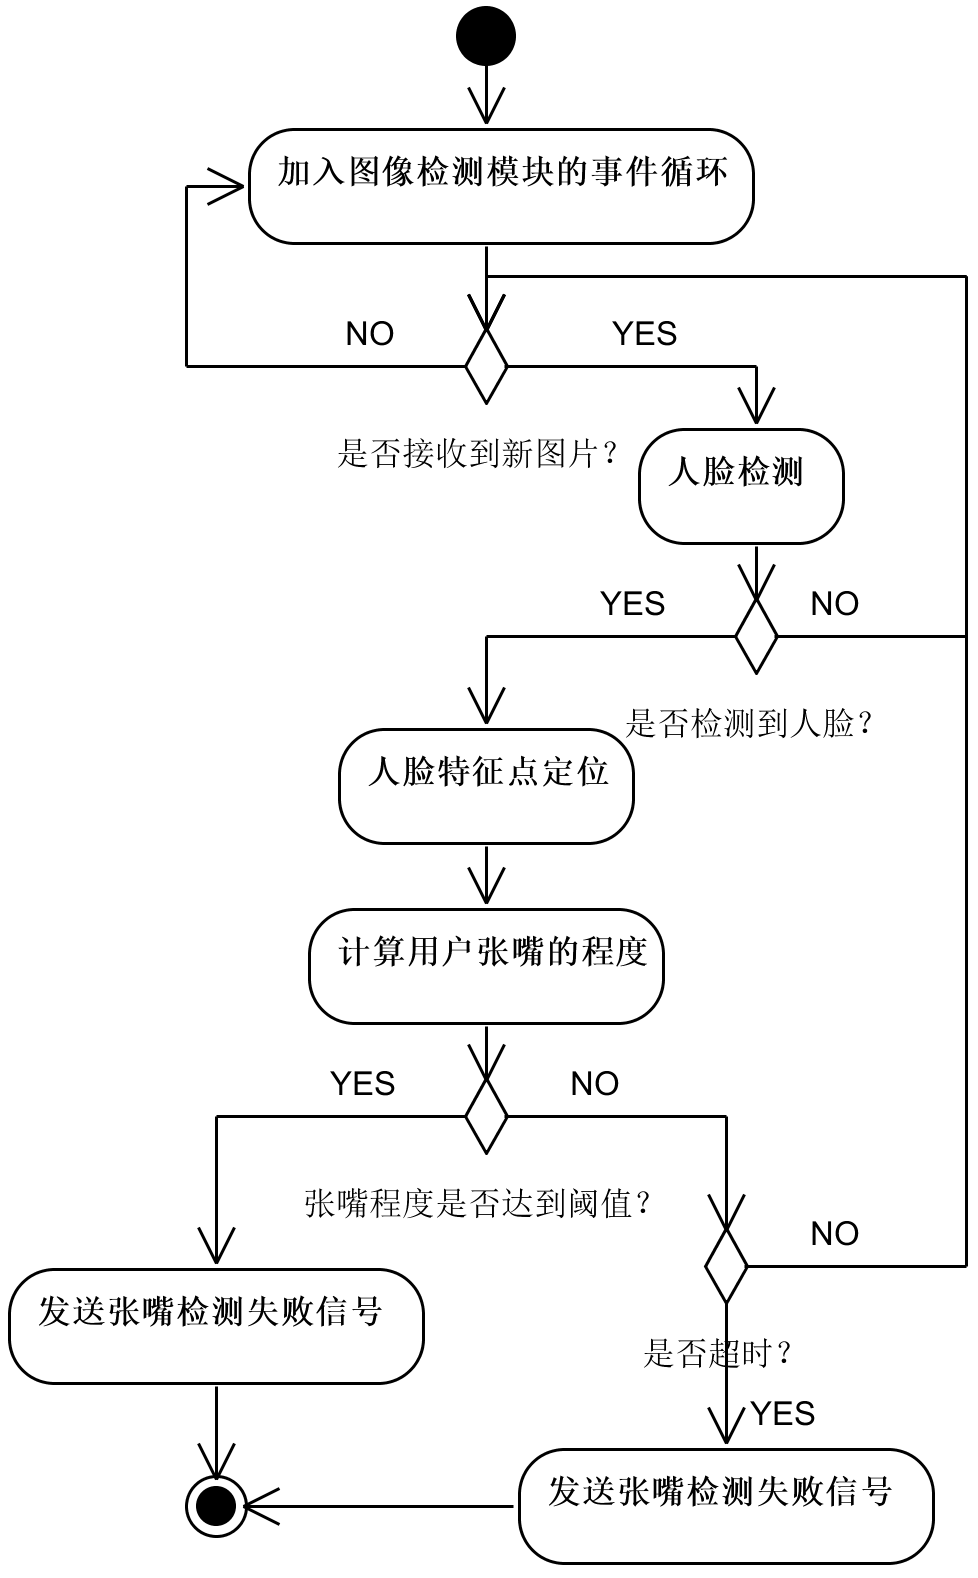 加入图像检测模块的事件循环
NO
YES
是否接收到新图片？
人脸检测
YES
NO
是否检测到人脸？
人脸特征点定位
计算用户张嘴的程度
YES
NO
张嘴程度是否达到阈值？
NO
发送张嘴检测失败信号
是否超时？
YES
发送张嘴检测失败信号